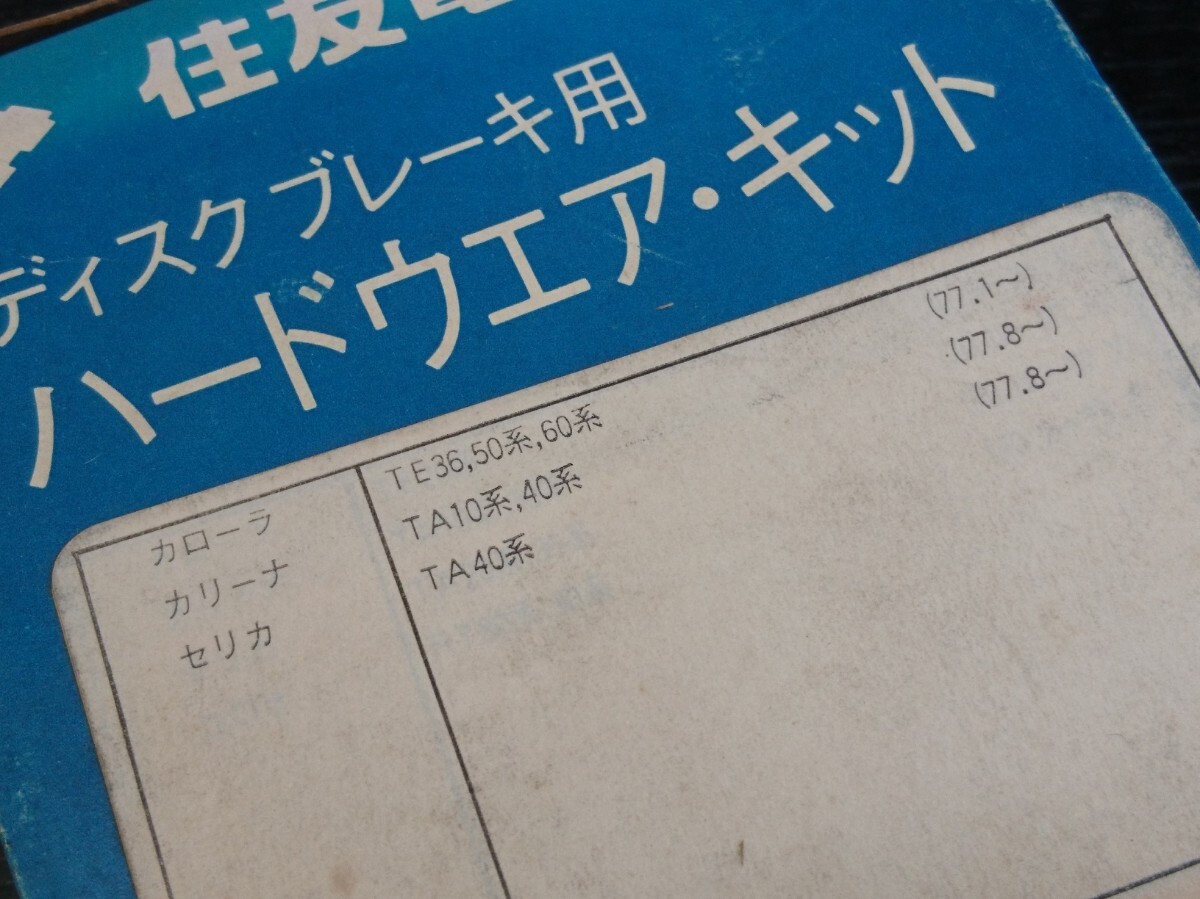 住友電
ディスクブレーキ用
ハードウエア・キット
カローラ TE36,50系,60系 (77.1~)
カリーナ TA10系,40系 (77.8~)
セリカ TA40系 (77.8~)